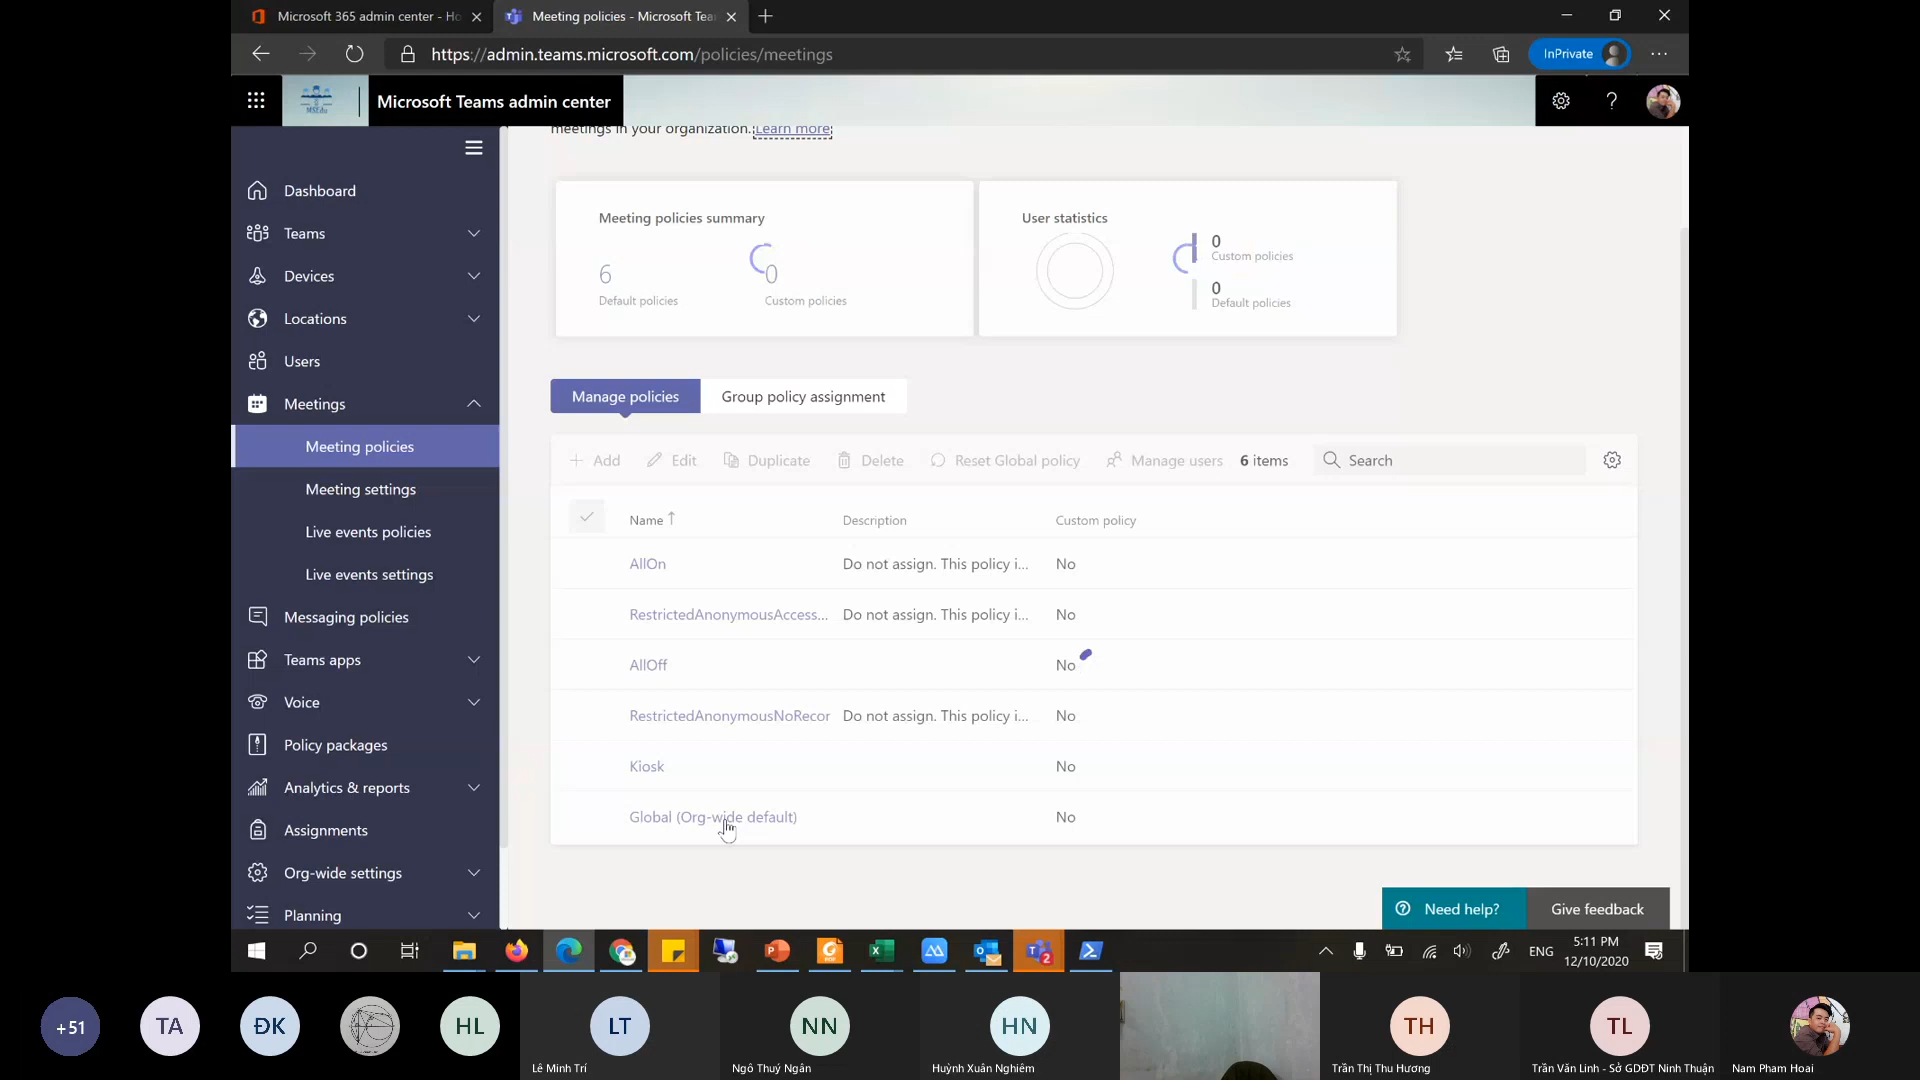 Microsoft 365 admin center - Ho
Meeting policies - Microsoft Tea
https://admin.teams.microsoft.com/policies/meetings
InPrivate
MSEdu
Microsoft Teams admin center
Dashboard
Teams
Devices
Locations
Users
Meetings
Meeting policies
Meeting settings
Live events policies
Live events settings
Messaging policies
Teams apps
Voice
Policy packages
Analytics & reports
Assignments
Org-wide settings
Planning
meetings in your organization. Learn more
Meeting policies summary
6
Default policies
0
Custom policies
User statistics
0
Custom policies
0
Default policies
Manage policies
Group policy assignment
+ Add Edit Duplicate Delete Reset Global policy Manage users 6 items Search
Name ↑ Description Custom policy
AllOn Do not assign. This policy i... No
RestrictedAnonymousAccess... Do not assign. This policy i... No
AllOff No
RestrictedAnonymousNoRecor Do not assign. This policy i... No
Kiosk No
Global (Org-wide default) No
Need help?
Give feedback
2
ENG
5:11 PM
12/10/2020
+51
TA
ĐK
HL
LT
Lê Minh Trí
NN
Ngô Thuý Ngân
HN
Huỳnh Xuân Nghiêm
TH
Trần Thị Thu Hương
TL
Trần Văn Linh - Sở GDĐT Ninh Thuận
Nam Pham Hoai